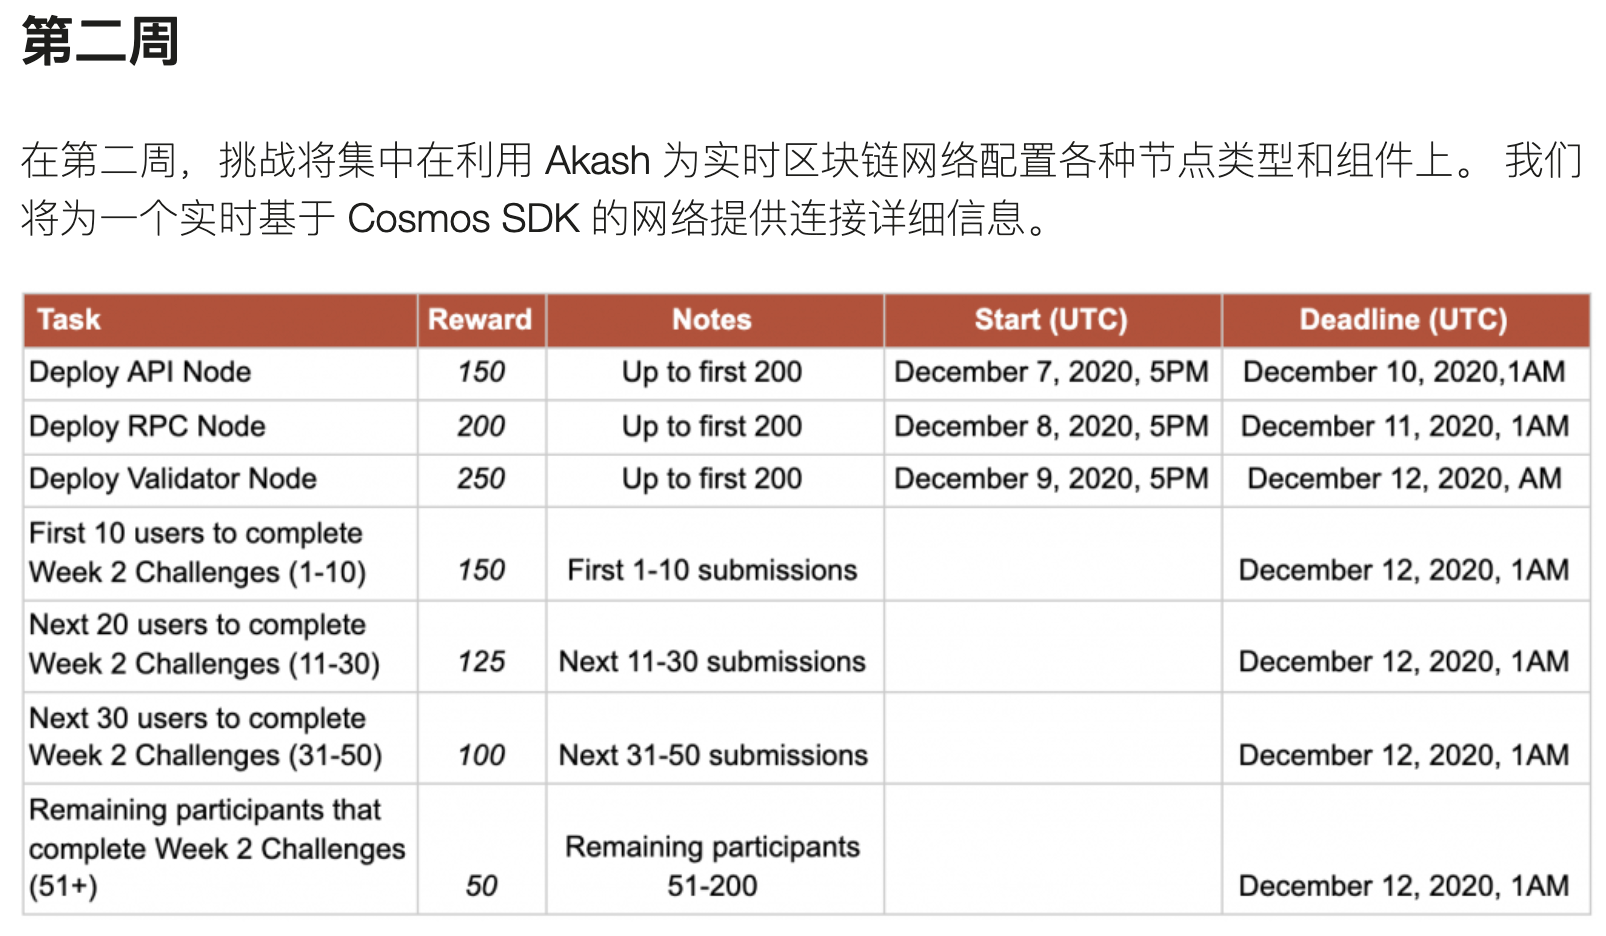 第二周
在第二周，挑战将集中在利用 Akash 为实时区块链网络配置各种节点类型和组件上。 我们
将为一个实时基于 Cosmos SDK 的网络提供连接详细信息。
Task Reward Notes Start (UTC) Deadline (UTC)
Deploy API Node 150 Up to first 200 December 7, 2020, 5PM December 10, 2020,1AM
Deploy RPC Node 200 Up to first 200 December 8, 2020, 5PM December 11, 2020, 1AM
Deploy Validator Node 250 Up to first 200 December 9, 2020, 5PM December 12, 2020, AM
First 10 users to complete
Week 2 Challenges (1-10) 150 First 1-10 submissions December 12, 2020, 1AM
Next 20 users to complete
Week 2 Challenges (11-30) 125 Next 11-30 submissions December 12, 2020, 1AM
Next 30 users to complete
Week 2 Challenges (31-50) 100 Next 31-50 submissions December 12, 2020, 1AM
Remaining participants that
complete Week 2 Challenges Remaining participants
(51+) 50 51-200 December 12, 2020, 1AM